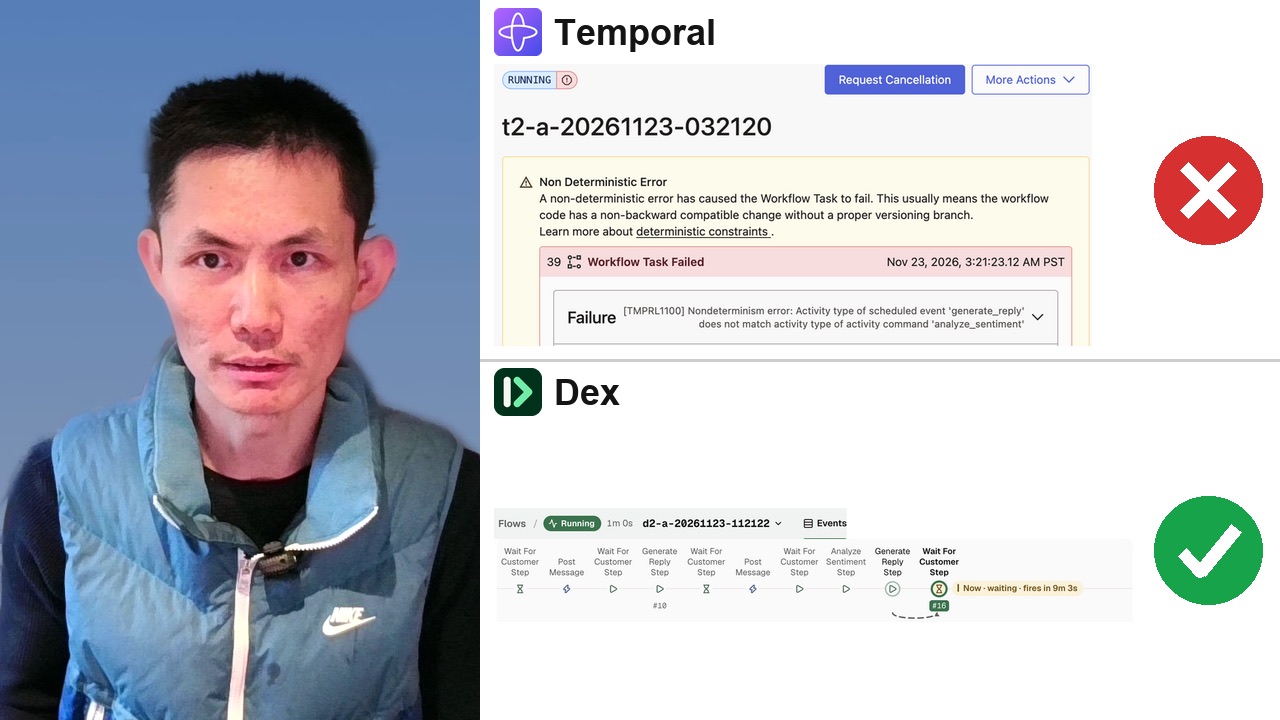 Temporal
RUNNING
Request Cancellation
More Actions
t2-a-20261123-032120
Non Deterministic Error
A non-deterministic error has caused the Workflow Task to fail. This usually means the workflow
code has a non-backward compatible change without a proper versioning branch.
Learn more about deterministic constraints .
39 Workflow Task Failed Nov 23, 2026, 3:21:23.12 AM PST
Failure
[TMPRL1100] Nondeterminism error: Activity type of scheduled event 'generate_reply'
does not match activity type of activity command 'analyze_sentiment'
Dex
Flows / Running 1m 0s d2-a-20261123-112122 Events
Wait For
Customer
Step
Post
Message
Wait For
Customer
Step
Generate
Reply
Step
Wait For
Customer
Step
Post
Message
Wait For
Customer
Step
Analyze
Sentiment
Step
Generate
Reply
Step
Wait For
Customer
Step
Now · waiting · fires in 9m 3s
#10
#16
NIKE